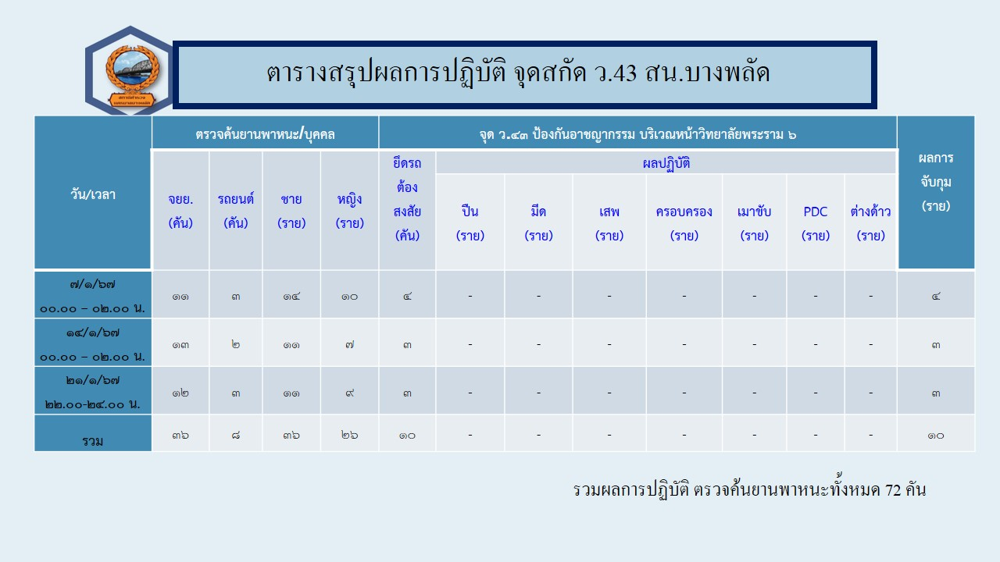 ตารางสรุปผลการปฏิบัติ จุดสกัด ว.43 สน.บางพลัด
วัน/เวลา
ตรวจค้นยานพาหนะ/บุคคล
จุด ว.๔๓ ป้องกันอาชญากรรม บริเวณหน้าวิทยาลัยพระราม ๖
ผลการ
จับกุม
(ราย)
จยย.
(คัน)
รถยนต์
(คัน)
ชาย
(ราย)
หญิง
(ราย)
ยึดรถ
ต้อง
สงสัย
(คัน)
ผลปฏิบัติ
ปืน
(ราย)
มีด
(ราย)
เสพ
(ราย)
ครอบครอง
(ราย)
เมาขับ
(ราย)
PDC
(ราย)
ต่างด้าว
(ราย)
๗/๑/๖๗
๐๐.๐๐ – ๐๒.๐๐ น.
๑๑ ๓ ๑๔ ๑๐ ๔ - - - - - - - ๔
๑๔/๑/๖๗
๐๐.๐๐ – ๐๒.๐๐ น.
๑๓ ๒ ๑๑ ๗ ๓ - - - - - - - ๓
๒๑/๑/๖๗
๒๒.๐๐-๒๔.๐๐ น.
๑๒ ๓ ๑๑ ๙ ๓ - - - - - - - ๓
รวม ๓๖ ๘ ๓๖ ๒๖ ๑๐ - - - - - - - ๑๐
รวมผลการปฏิบัติ ตรวจค้นยานพาหนะทั้งหมด 72 คัน